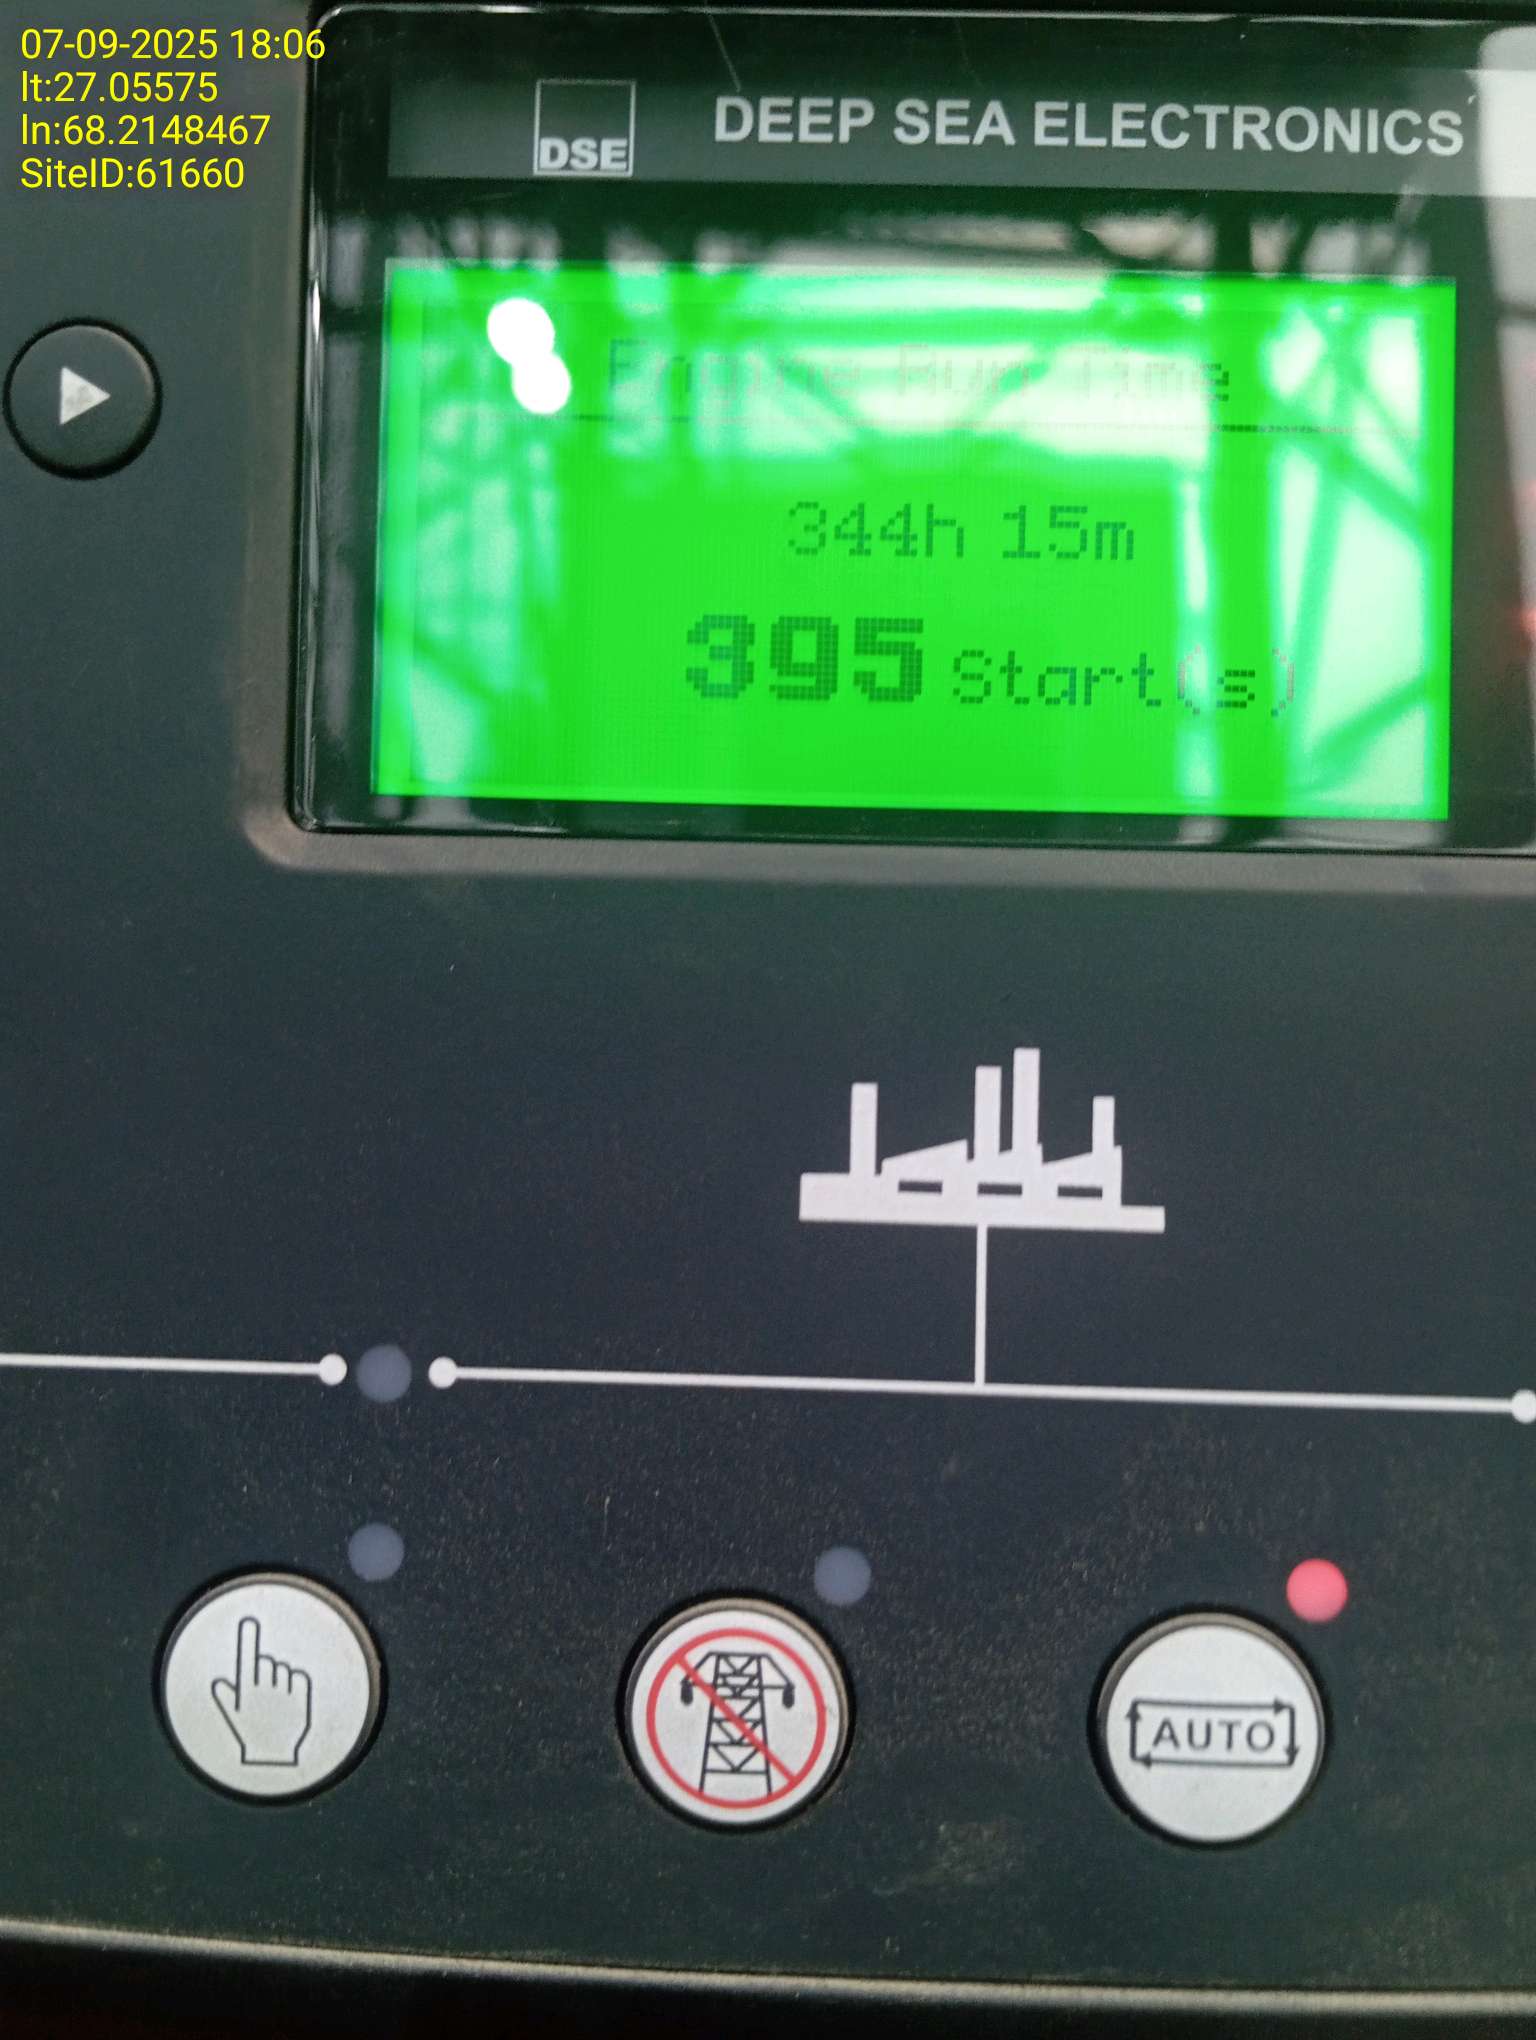 07-09-2025 18:06
lt:27.05575
ln:68.2148467
SiteID:61660
DSE
DEEP SEA ELECTRONICS
Engine Run Time
344h 15m
395 Start(s)
AUTO